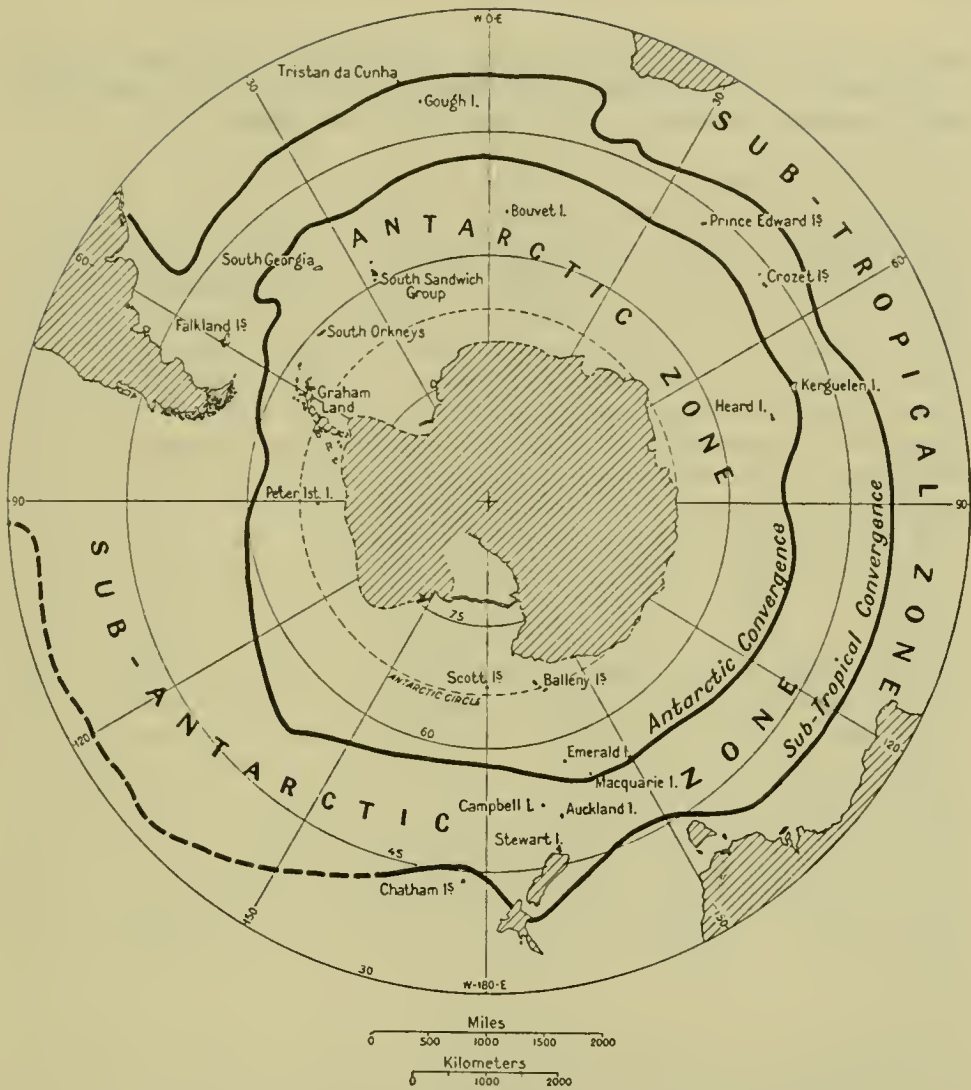 W 0 E
Tristan da Cunha
30
Gough I.
30
SUB-TROPICAL ZONE
Bouvet I.
Prince Edward Is
ANTARCTIC ZONE
60
South Georgia
South Sandwich
Group
Crozet Is
60
Falkland Is
South Orkneys
Graham
Land
Kerguelen I.
Heard I.
90
Peter 1st. I.
90
SUB-ANTARCTIC ZONE
Antarctic Convergence
Sub-Tropical Convergence
75
Scott Is
Balleny Is
ANTARCTIC CIRCLE
120
60
120
Emerald I.
Macquarie I.
Campbell I.
Auckland I.
Stewart I.
45
Chatham Is
150
150
30
W-180-E
Miles
0 500 1000 1500 2000
Kilometers
0 1000 2000